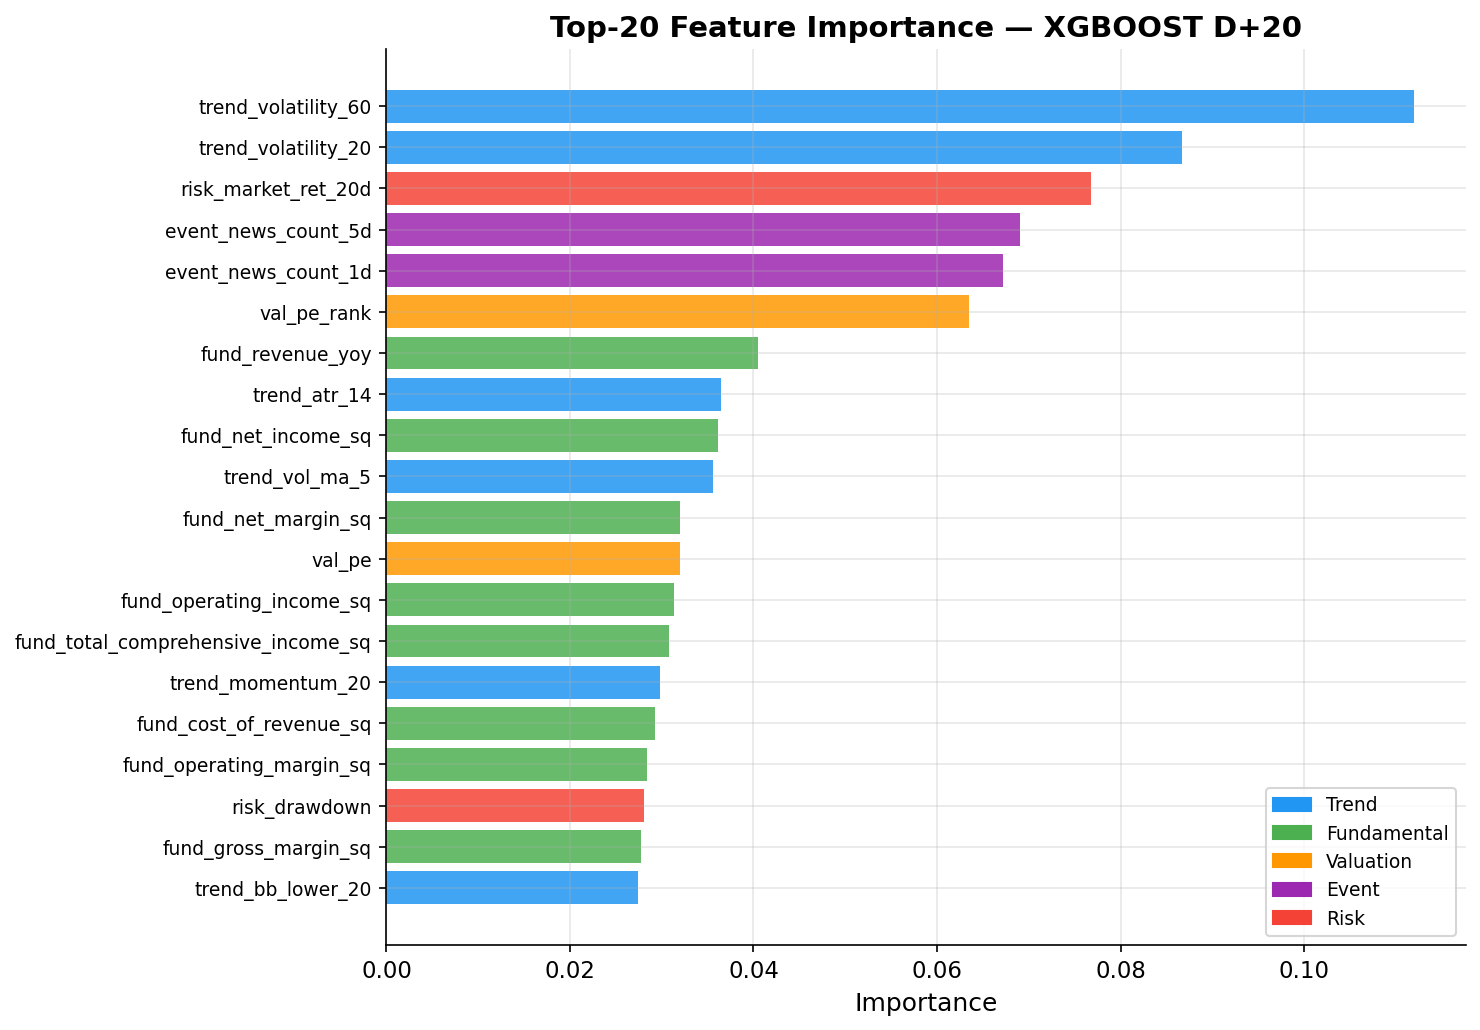 Top-20 Feature Importance — XGBOOST D+20
trend_volatility_60
trend_volatility_20
risk_market_ret_20d
event_news_count_5d
event_news_count_1d
val_pe_rank
fund_revenue_yoy
trend_atr_14
fund_net_income_sq
trend_vol_ma_5
fund_net_margin_sq
val_pe
fund_operating_income_sq
fund_total_comprehensive_income_sq
trend_momentum_20
fund_cost_of_revenue_sq
fund_operating_margin_sq
risk_drawdown
fund_gross_margin_sq
trend_bb_lower_20
Trend
Fundamental
Valuation
Event
Risk
0.00 0.02 0.04 0.06 0.08 0.10
Importance